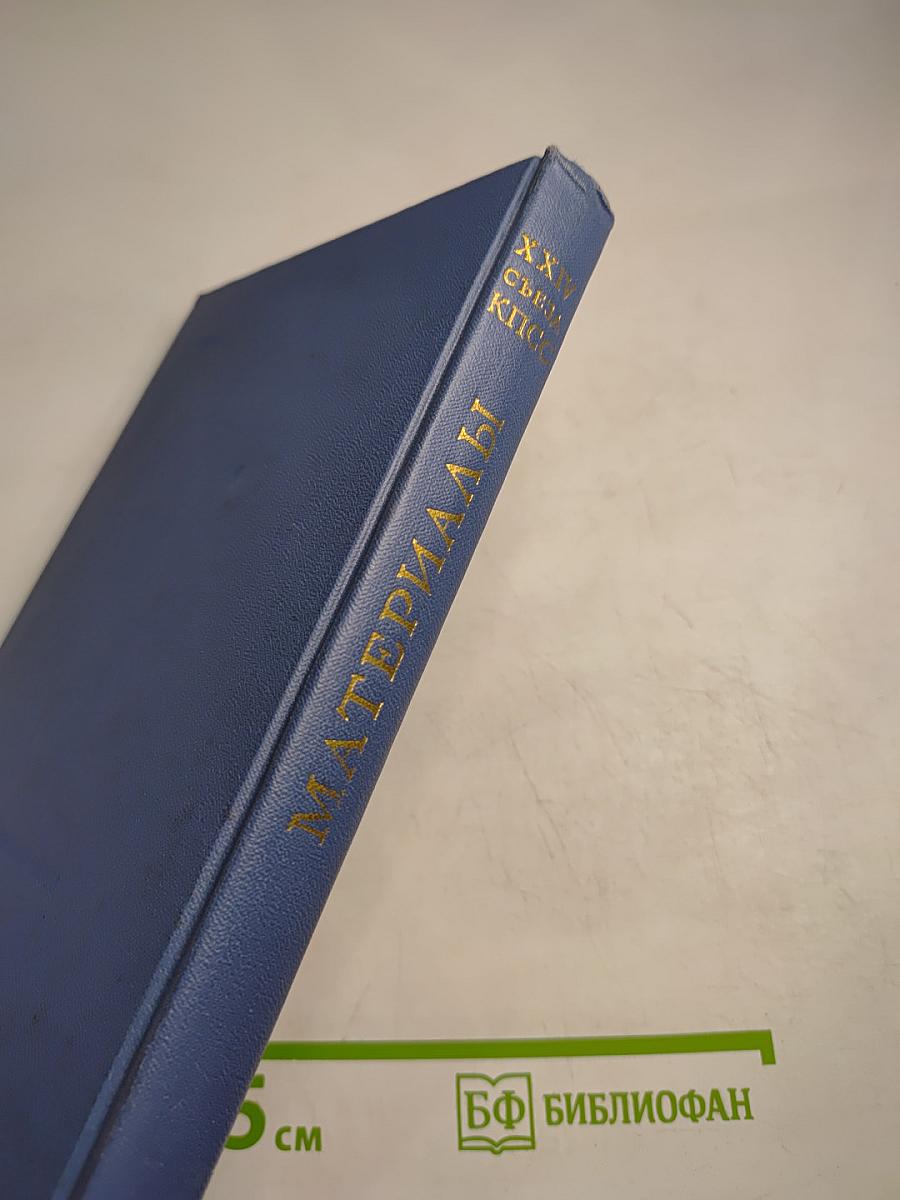 XXIV
СЪЕЗД
КПСС
МАТЕРИАЛЫ
5 см
БФ БИБЛИОФАН